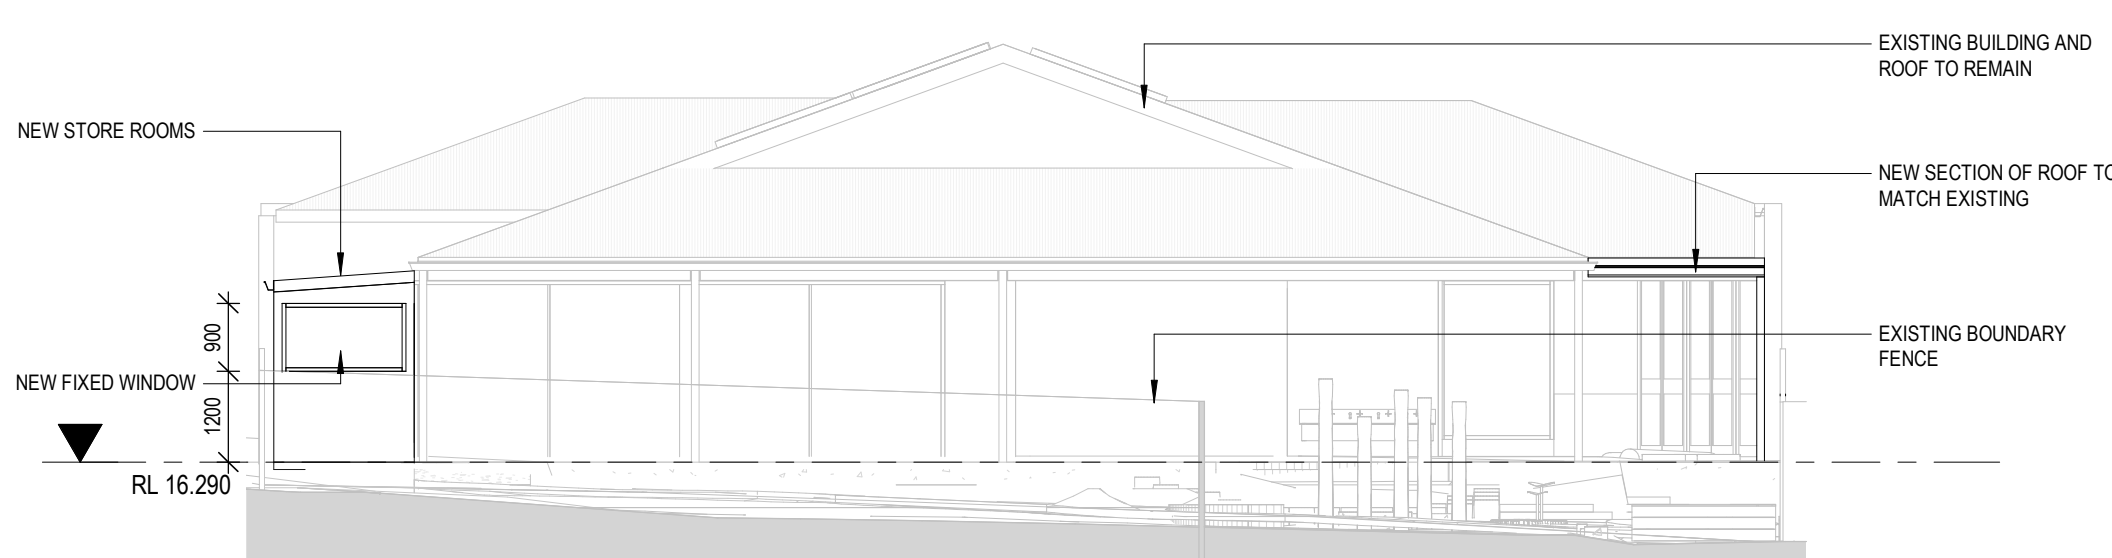 EXISTING BUILDING AND
ROOF TO REMAIN
NEW STORE ROOMS
NEW SECTION OF ROOF TO
MATCH EXISTING
900
EXISTING BOUNDARY
FENCE
NEW FIXED WINDOW
1200
RL 16.290